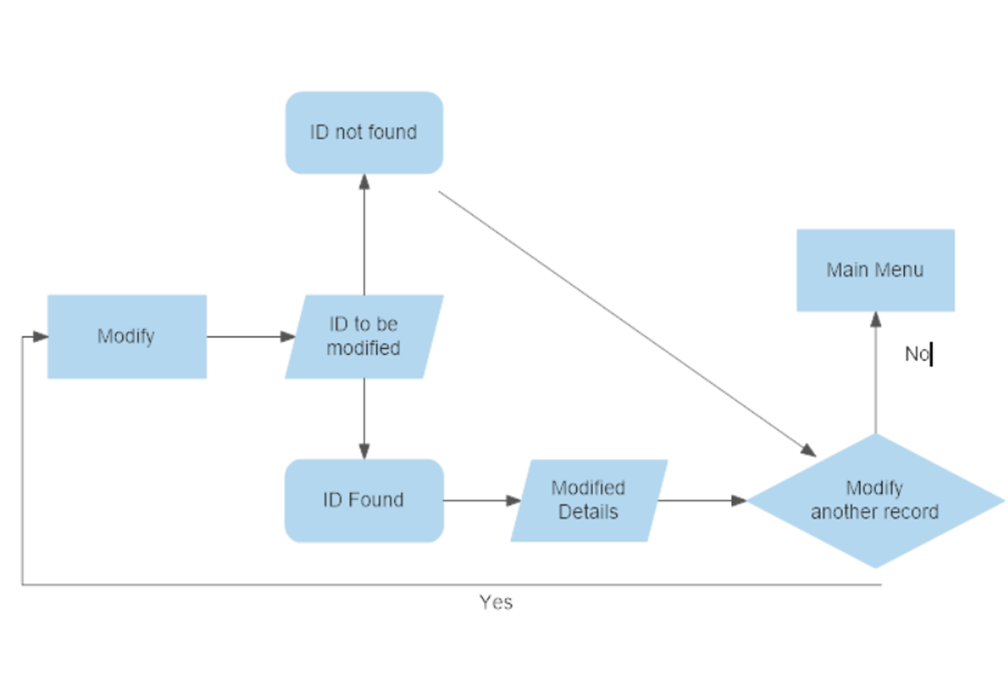 ID not found
Main Menu
Modify
ID to be
modified
No
ID Found
Modified
Details
Modify
another record
Yes